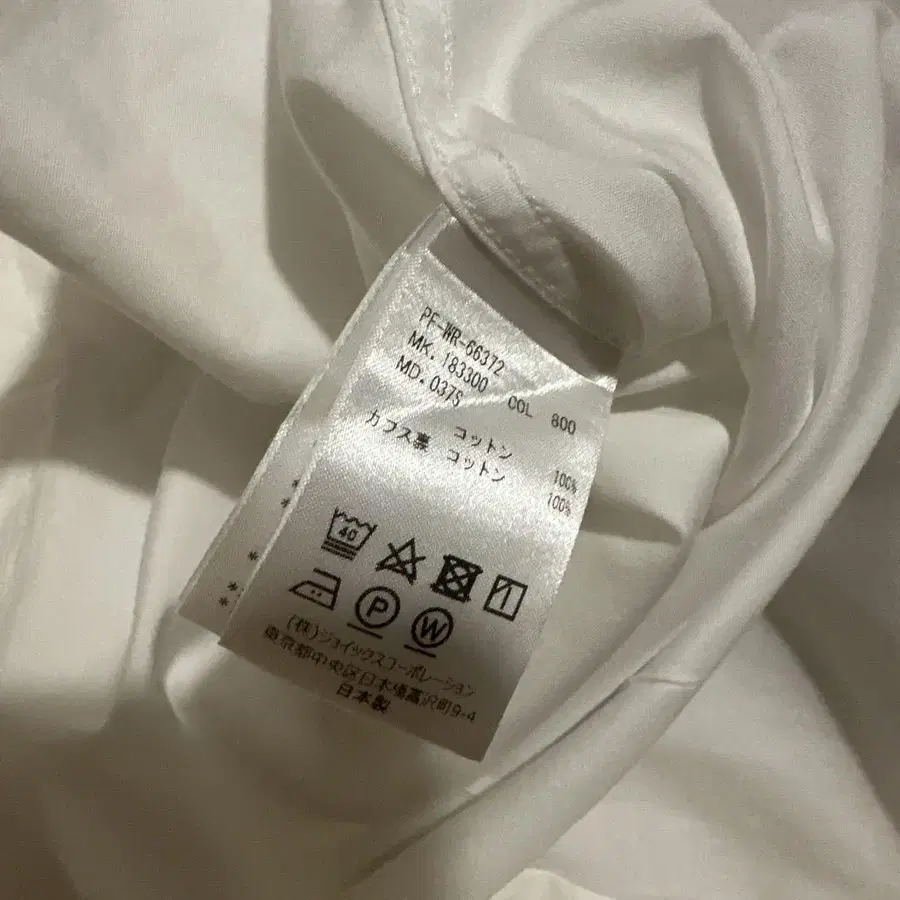 PF-WR-66372
MK. 183300 COL 800
MD. 037S
コットン 100%
カフス裏 コットン 100%
40
P W
(株)ジョイックスコーポレーション
東京都中央区日本橋富沢町9-4
日本製